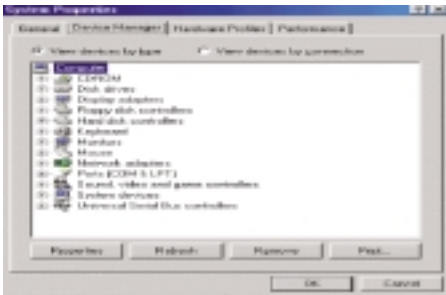 System Properties
General Device Manager Hardware Profiles Performance
View devices by type View devices by connection
Computer
CDROM
Disk drives
Display adapters
Floppy disk controllers
Hard disk controllers
Keyboard
Monitors
Mouse
Network adapters
Ports (COM & LPT)
Sound, video and game controllers
System devices
Universal Serial Bus controllers
Properties Refresh Remove Print...
OK Cancel